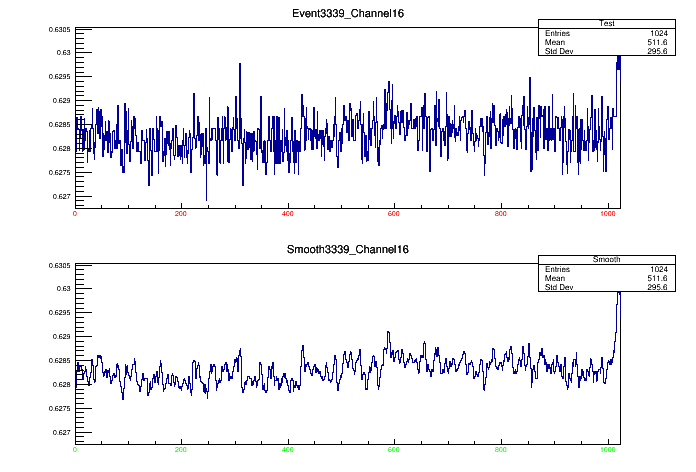 Event3339_Channel16
Test
Entries 1024
Mean 511.6
Std Dev 295.6
0.6305
0.63
0.6295
0.629
0.6285
0.628
0.6275
0.627
0 200 400 600 800 1000
Smooth3339_Channel16
Smooth
Entries 1024
Mean 511.6
Std Dev 295.6
0.6305
0.63
0.6295
0.629
0.6285
0.628
0.6275
0.627
0 200 400 600 800 1000